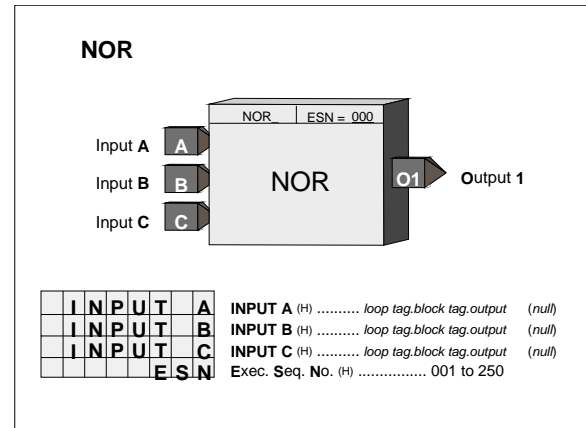 NOR
NOR_ ESN = 000
Input A A
Input B B
Input C C
NOR
O1 Output 1
INPUT A INPUT A (H) .......... loop tag.block tag.output (null)
INPUT B INPUT B (H) .......... loop tag.block tag.output (null)
INPUT C INPUT C (H) .......... loop tag.block tag.output (null)
ESN Exec. Seq. No. (H) ................ 001 to 250